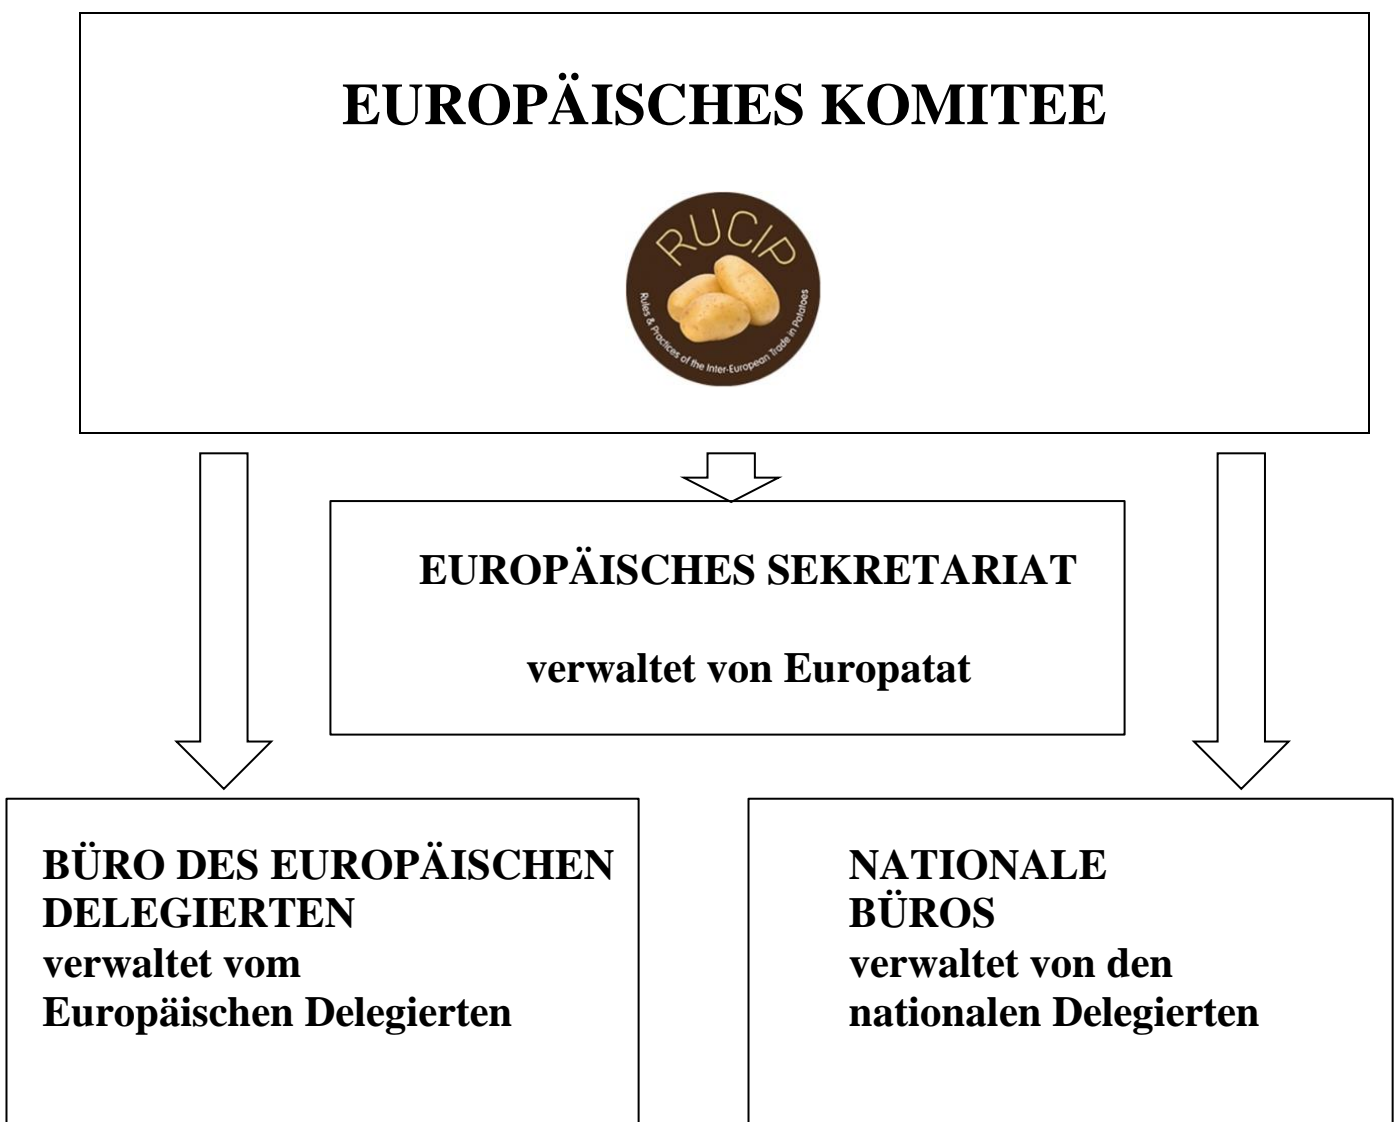 EUROPÄISCHES KOMITEE
RUCIP
Rules & Practices of the Inter-European Trade in Potatoes
EUROPÄISCHES SEKRETARIAT
verwaltet von Europatat
BÜRO DES EUROPÄISCHEN
DELEGIERTEN
verwaltet vom
Europäischen Delegierten
NATIONALE
BÜROS
verwaltet von den
nationalen Delegierten